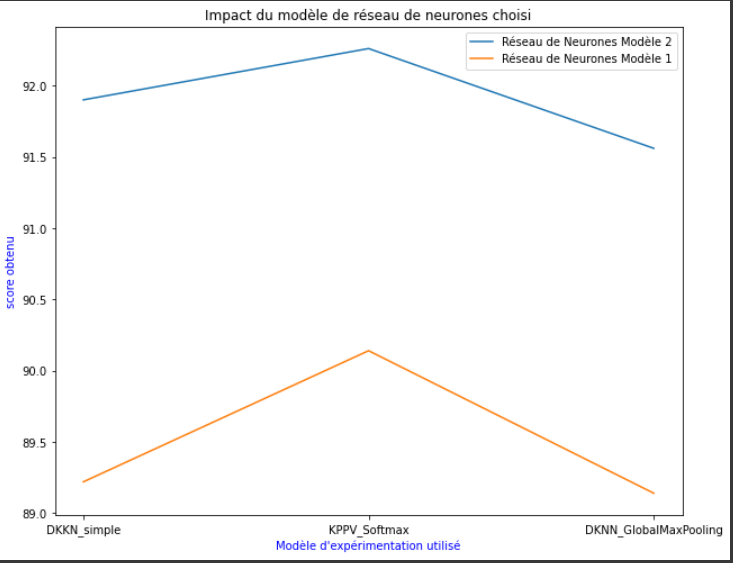 Impact du modèle de réseau de neurones choisi
Réseau de Neurones Modèle 2
Réseau de Neurones Modèle 1
92.0
91.5
91.0
90.5
90.0
89.5
89.0
score obtenu
DKKN_simple
KPPV_Softmax
DKNN_GlobalMaxPooling
Modèle d'expérimentation utilisé